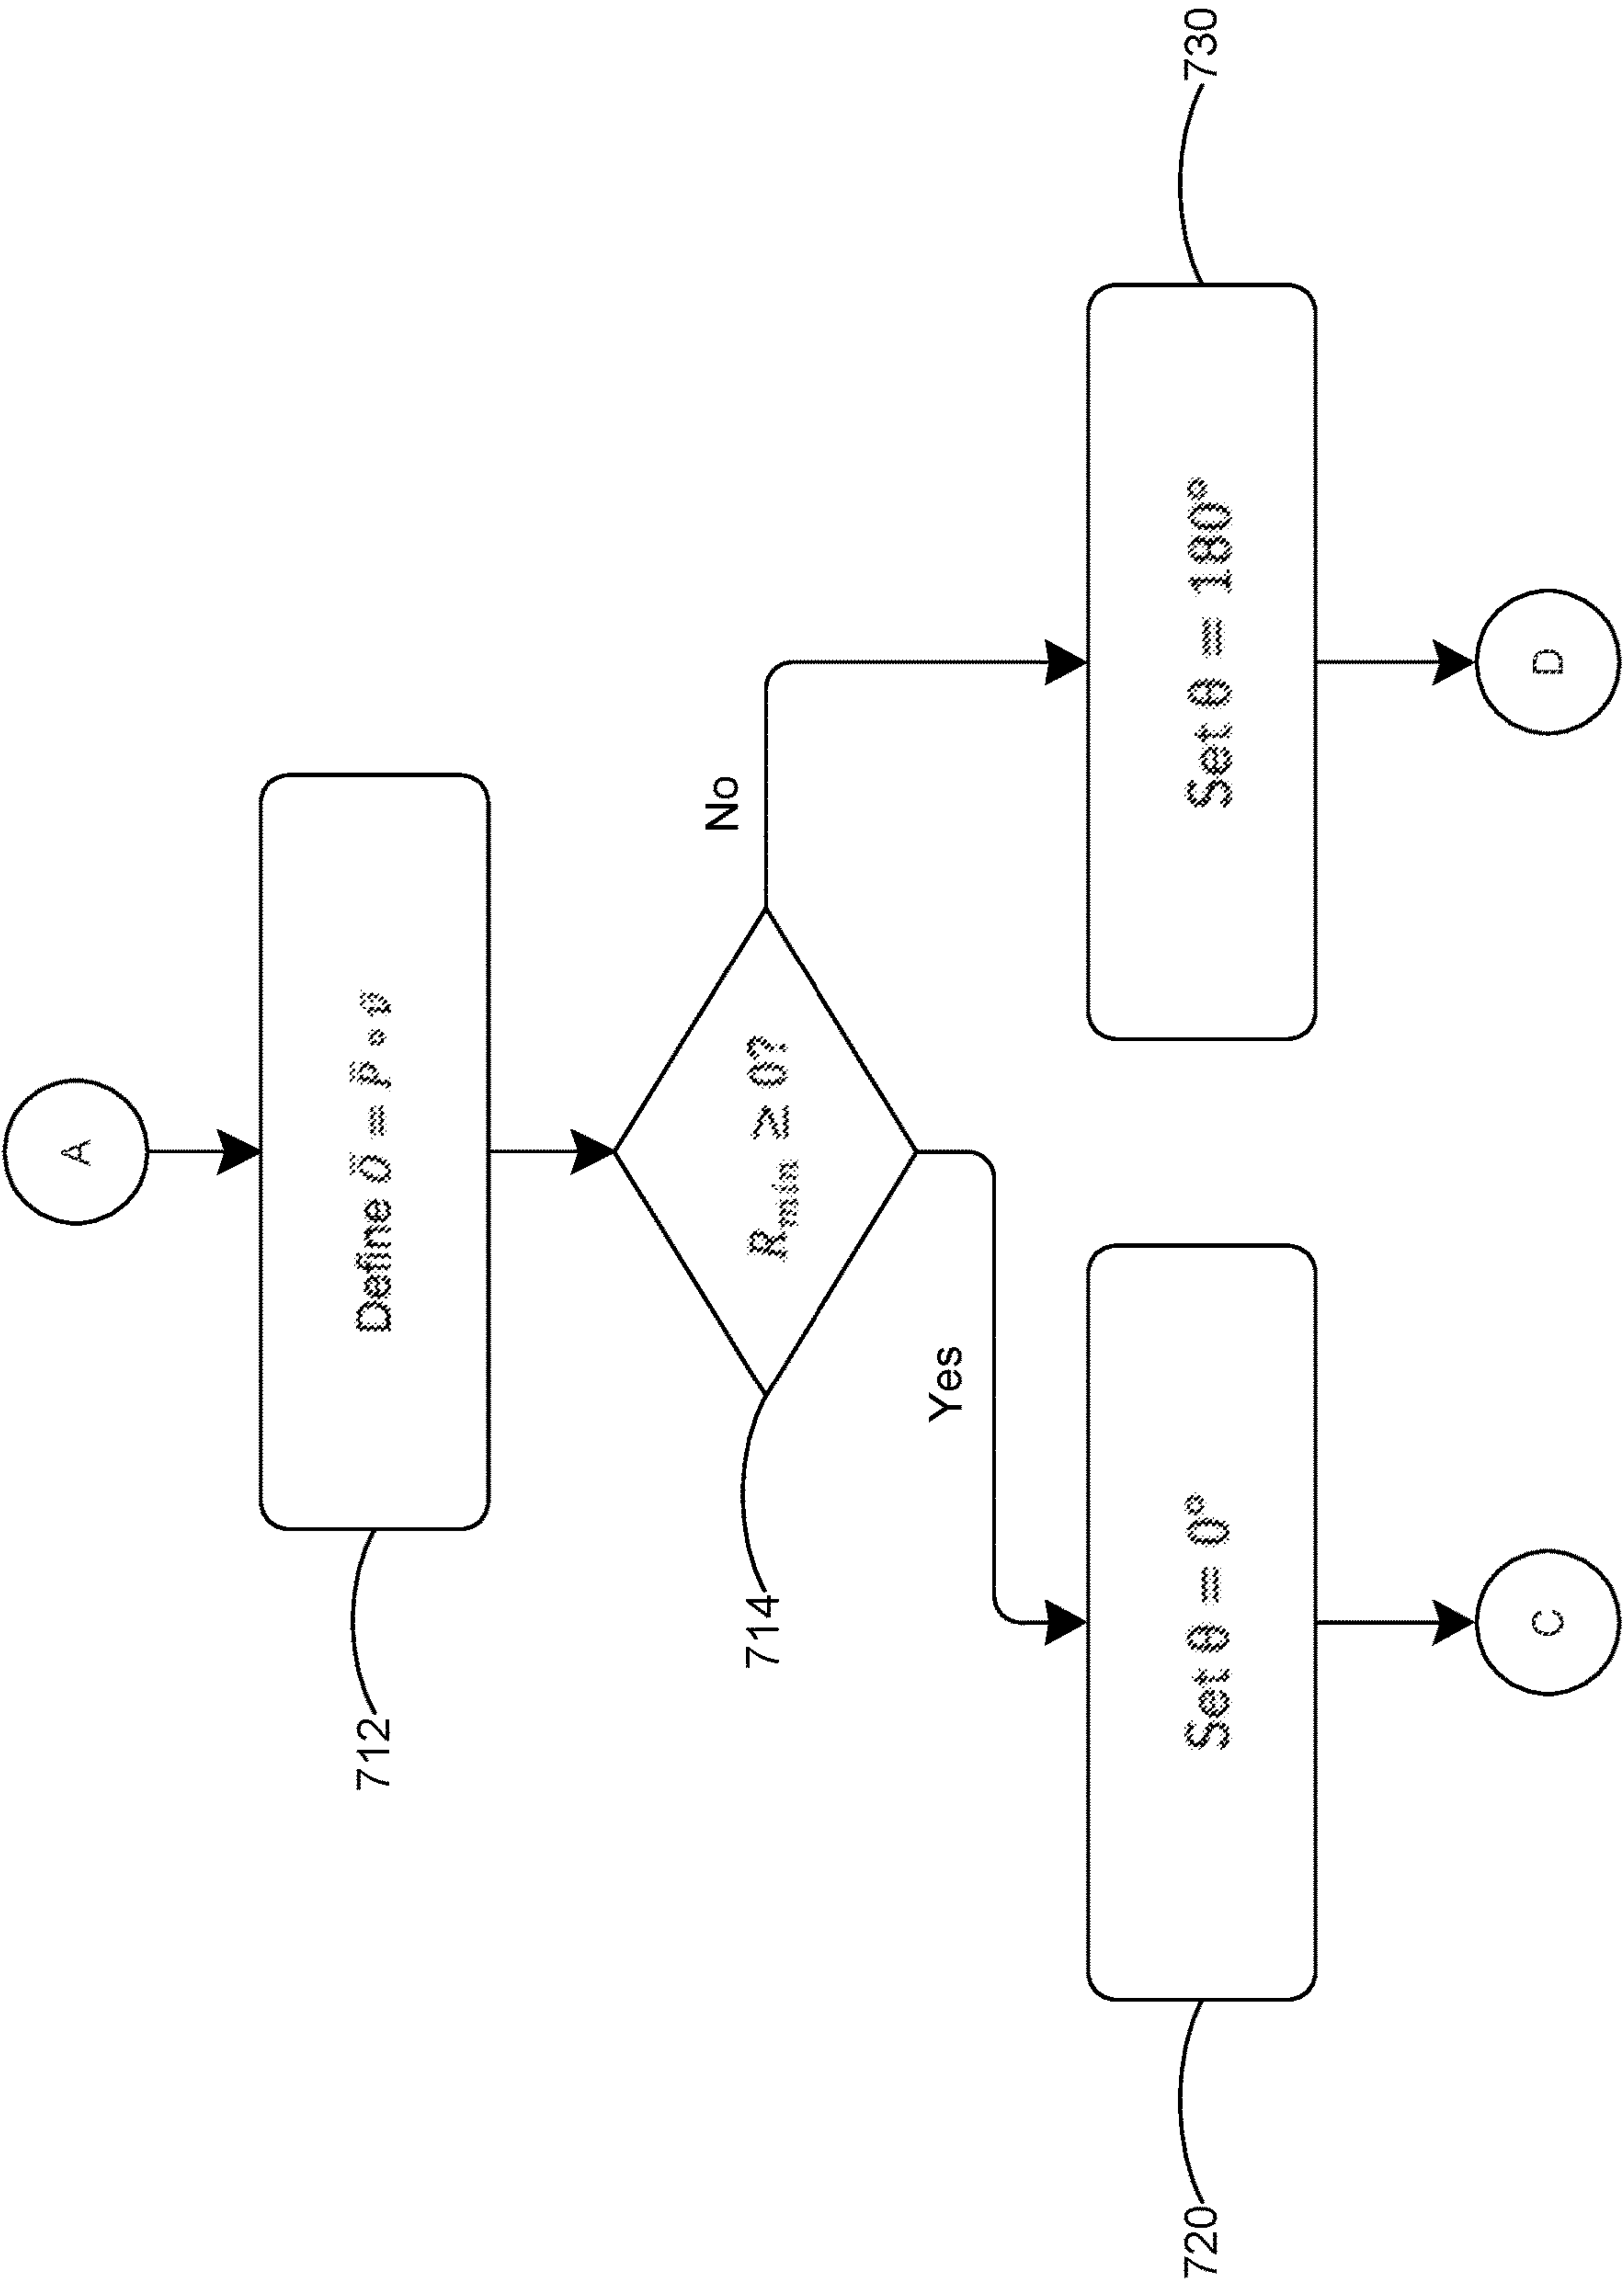 A
Define
712
R_min ≥ 0?
714
No
Yes
Set θ = 0°
720
Set θ = 180°
730
C
D